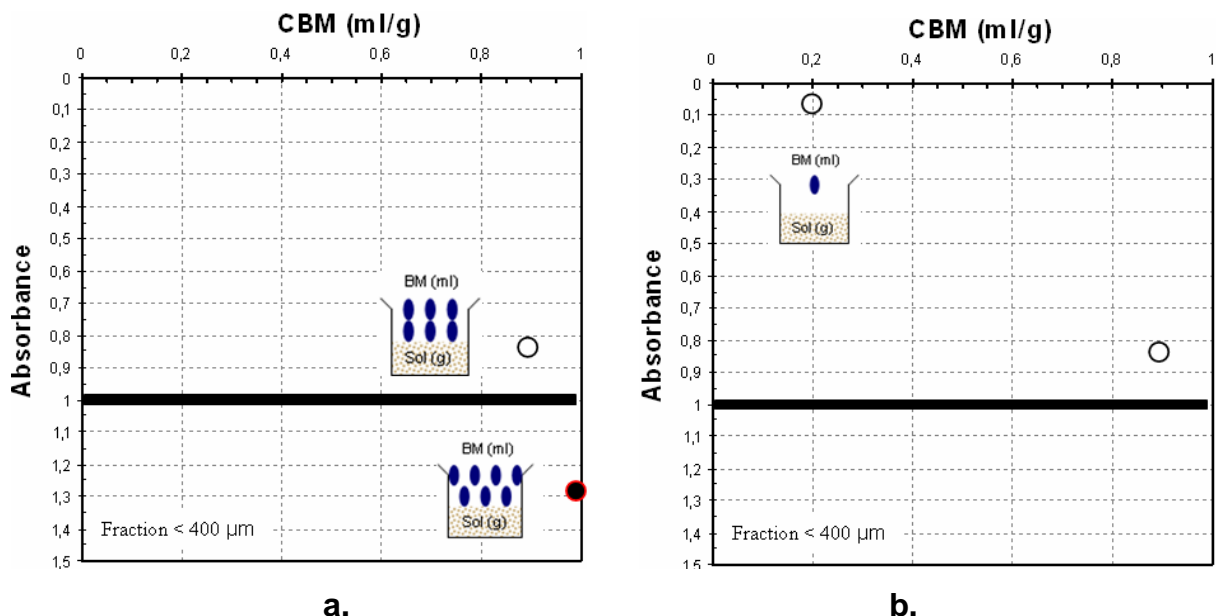 CBM (ml/g)
0 0,2 0,4 0,6 0,8 1
Absorbance
0
0,1
0,2
0,3
0,4
0,5
0,6
0,7
0,8
0,9
1
1,1
1,2
1,3
1,4
1,5
BM (ml)
Sol (g)
BM (ml)
Sol (g)
Fraction < 400 µm
a.
CBM (ml/g)
0 0,2 0,4 0,6 0,8 1
Absorbance
0
0,1
0,2
0,3
0,4
0,5
0,6
0,7
0,8
0,9
1
1,1
1,2
1,3
1,4
1,5
BM (ml)
Sol (g)
Fraction < 400 µm
b.